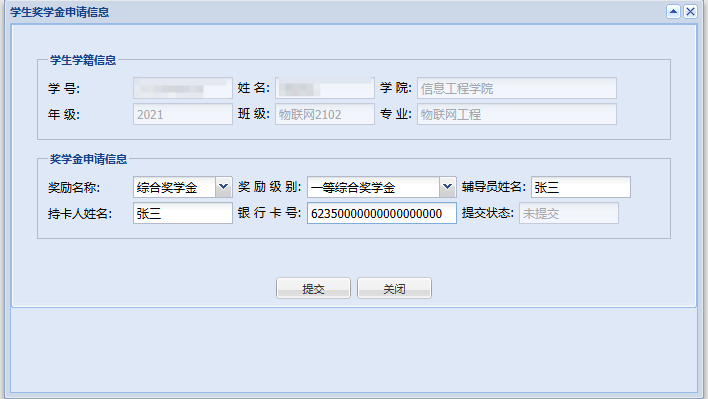 学生奖学金申请信息
学生学籍信息
学 号: 姓 名: 学 院: 信息工程学院
年 级: 2021 班 级: 物联网2102 专 业: 物联网工程
奖学金申请信息
奖励名称: 综合奖学金 奖 励 级 别: 一等综合奖学金 辅导员姓名: 张三
持卡人姓名: 张三 银 行 卡 号: 62350000000000000000 提交状态: 未提交
提交 关闭